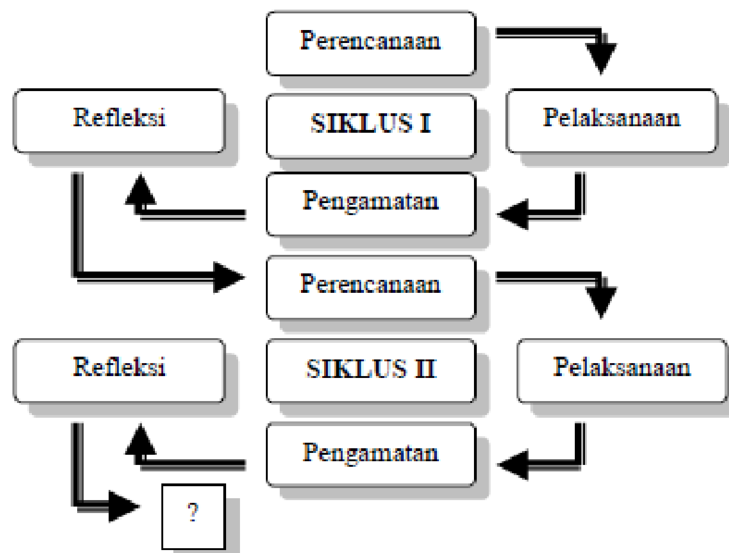 Perencanaan
Refleksi
SIKLUS I
Pelaksanaan
Pengamatan
Perencanaan
Refleksi
SIKLUS II
Pelaksanaan
Pengamatan
?